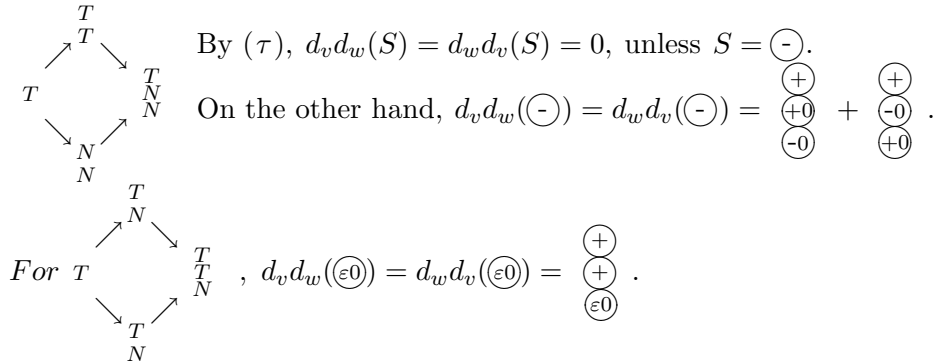 T
T
By (τ), d_v d_w(S) = d_w d_v(S) = 0, unless S = (-).
T
T
N
N
On the other hand, d_v d_w((-)) = d_w d_v((-)) = (+) (+0) (-0) + (+) (-0) (+0) .
N
N
T
N
For T
T
T
N
, d_v d_w((ε0)) = d_w d_v((ε0)) = (+) (+) (ε0) .
T
N